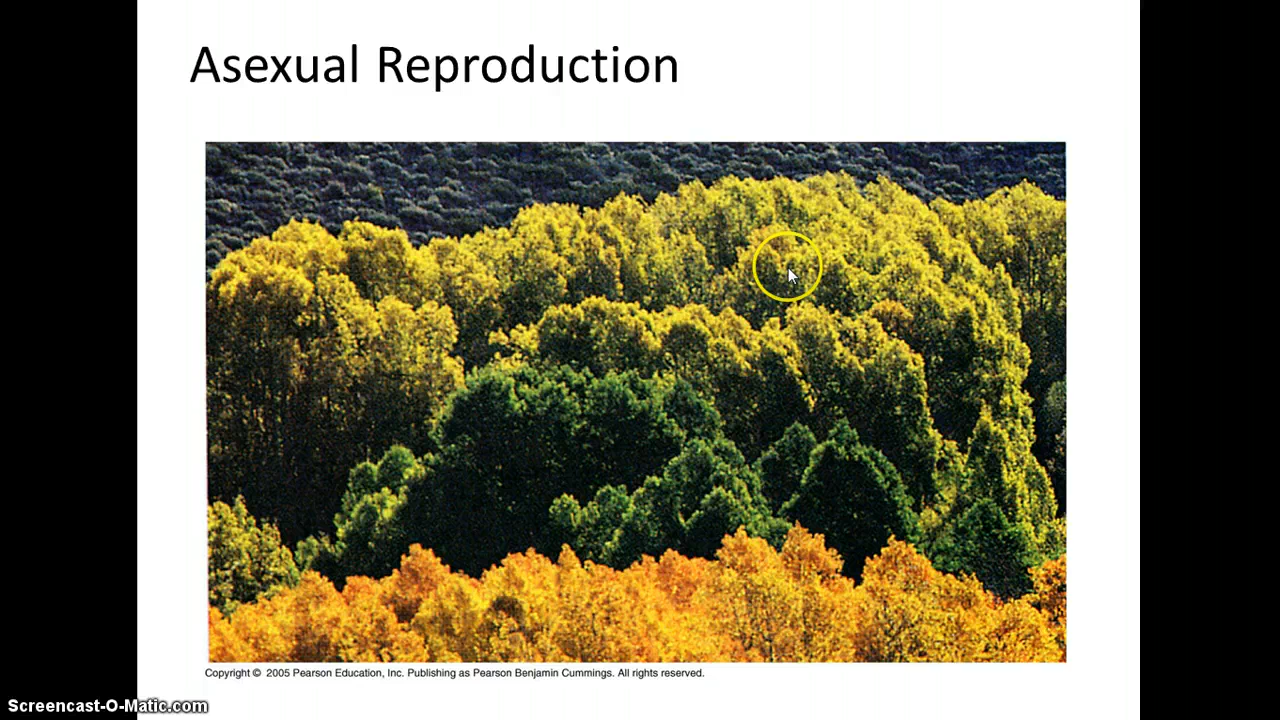 Asexual Reproduction
Copyright © 2005 Pearson Education, Inc. Publishing as Pearson Benjamin Cummings. All rights reserved.
Screencast-O-Matic.com